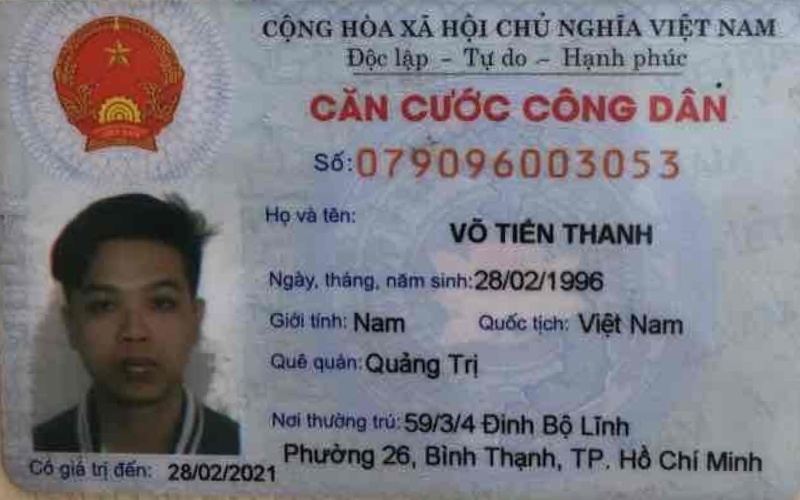 CỘNG HÒA XÃ HỘI CHỦ NGHĨA VIỆT NAM
Độc lập - Tự do - Hạnh phúc
CĂN CƯỚC CÔNG DÂN
Số: 079096003053
Họ và tên:
VÕ TIẾN THANH
Ngày, tháng, năm sinh: 28/02/1996
Giới tính: Nam Quốc tịch: Việt Nam
Quê quán: Quảng Trị
Nơi thường trú: 59/3/4 Đinh Bộ Lĩnh
Phường 26, Bình Thạnh, TP. Hồ Chí Minh
Có giá trị đến: 28/02/2021